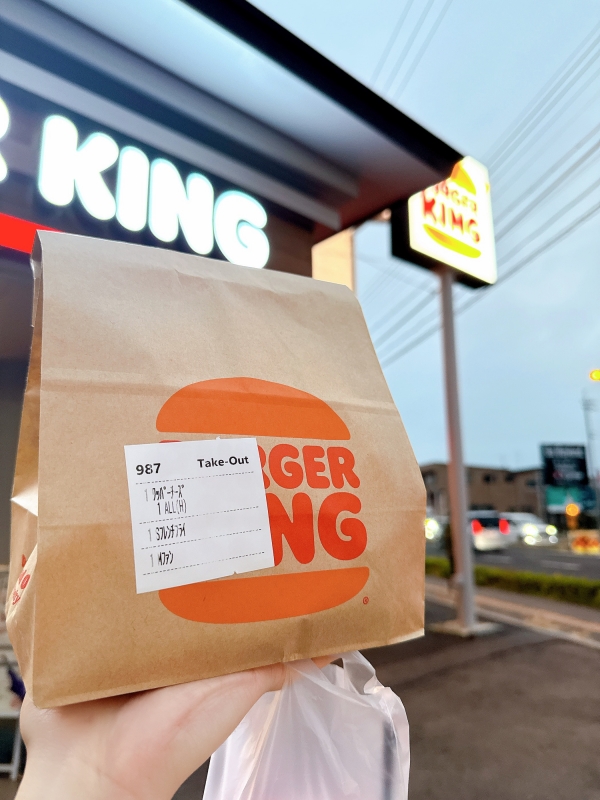 KING
BURGER
KING
987 Take-Out
1 ワッパーチーズ
1 ALL(H)
1 Sフレンチフライ
1 Mファン
RGER
NG
®